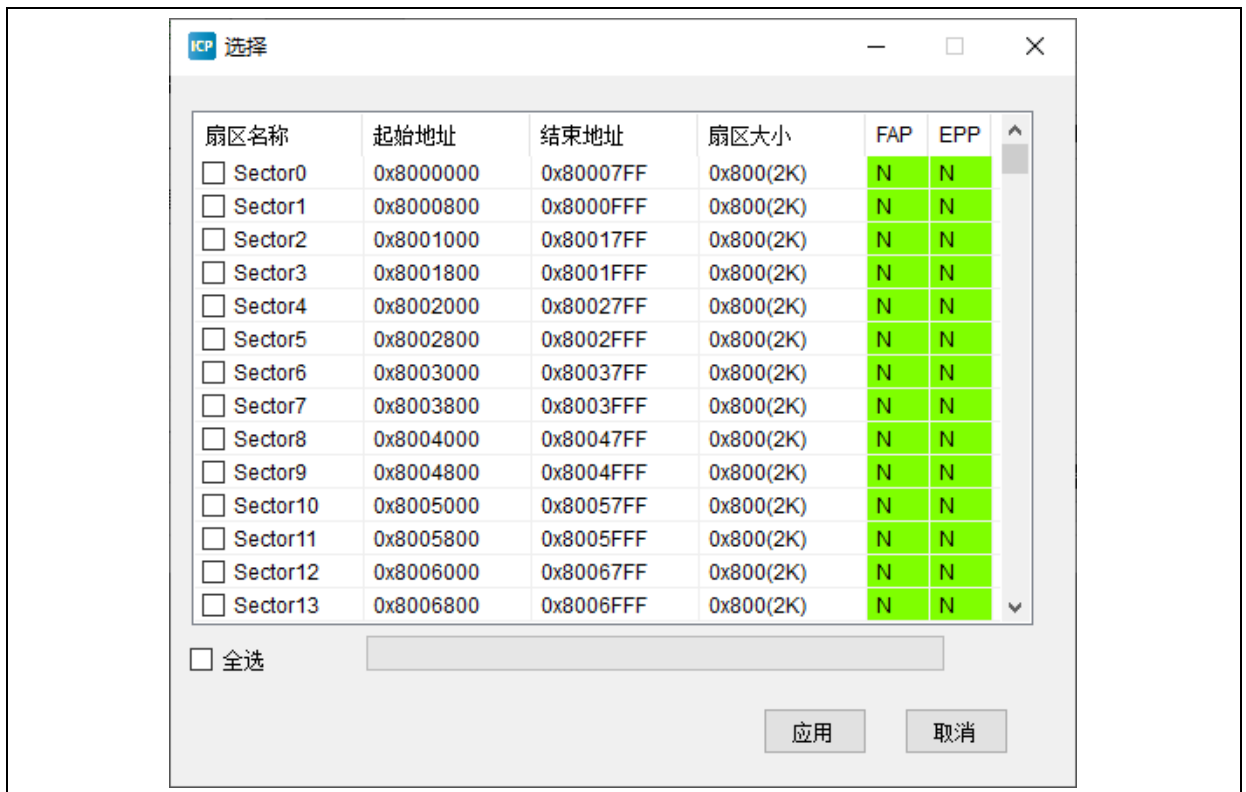 ICP 选择
扇区名称 起始地址 结束地址 扇区大小 FAP EPP
Sector0 0x8000000 0x80007FF 0x800(2K) N N
Sector1 0x8000800 0x8000FFF 0x800(2K) N N
Sector2 0x8001000 0x80017FF 0x800(2K) N N
Sector3 0x8001800 0x8001FFF 0x800(2K) N N
Sector4 0x8002000 0x80027FF 0x800(2K) N N
Sector5 0x8002800 0x8002FFF 0x800(2K) N N
Sector6 0x8003000 0x80037FF 0x800(2K) N N
Sector7 0x8003800 0x8003FFF 0x800(2K) N N
Sector8 0x8004000 0x80047FF 0x800(2K) N N
Sector9 0x8004800 0x8004FFF 0x800(2K) N N
Sector10 0x8005000 0x80057FF 0x800(2K) N N
Sector11 0x8005800 0x8005FFF 0x800(2K) N N
Sector12 0x8006000 0x80067FF 0x800(2K) N N
Sector13 0x8006800 0x8006FFF 0x800(2K) N N
全选
应用 取消